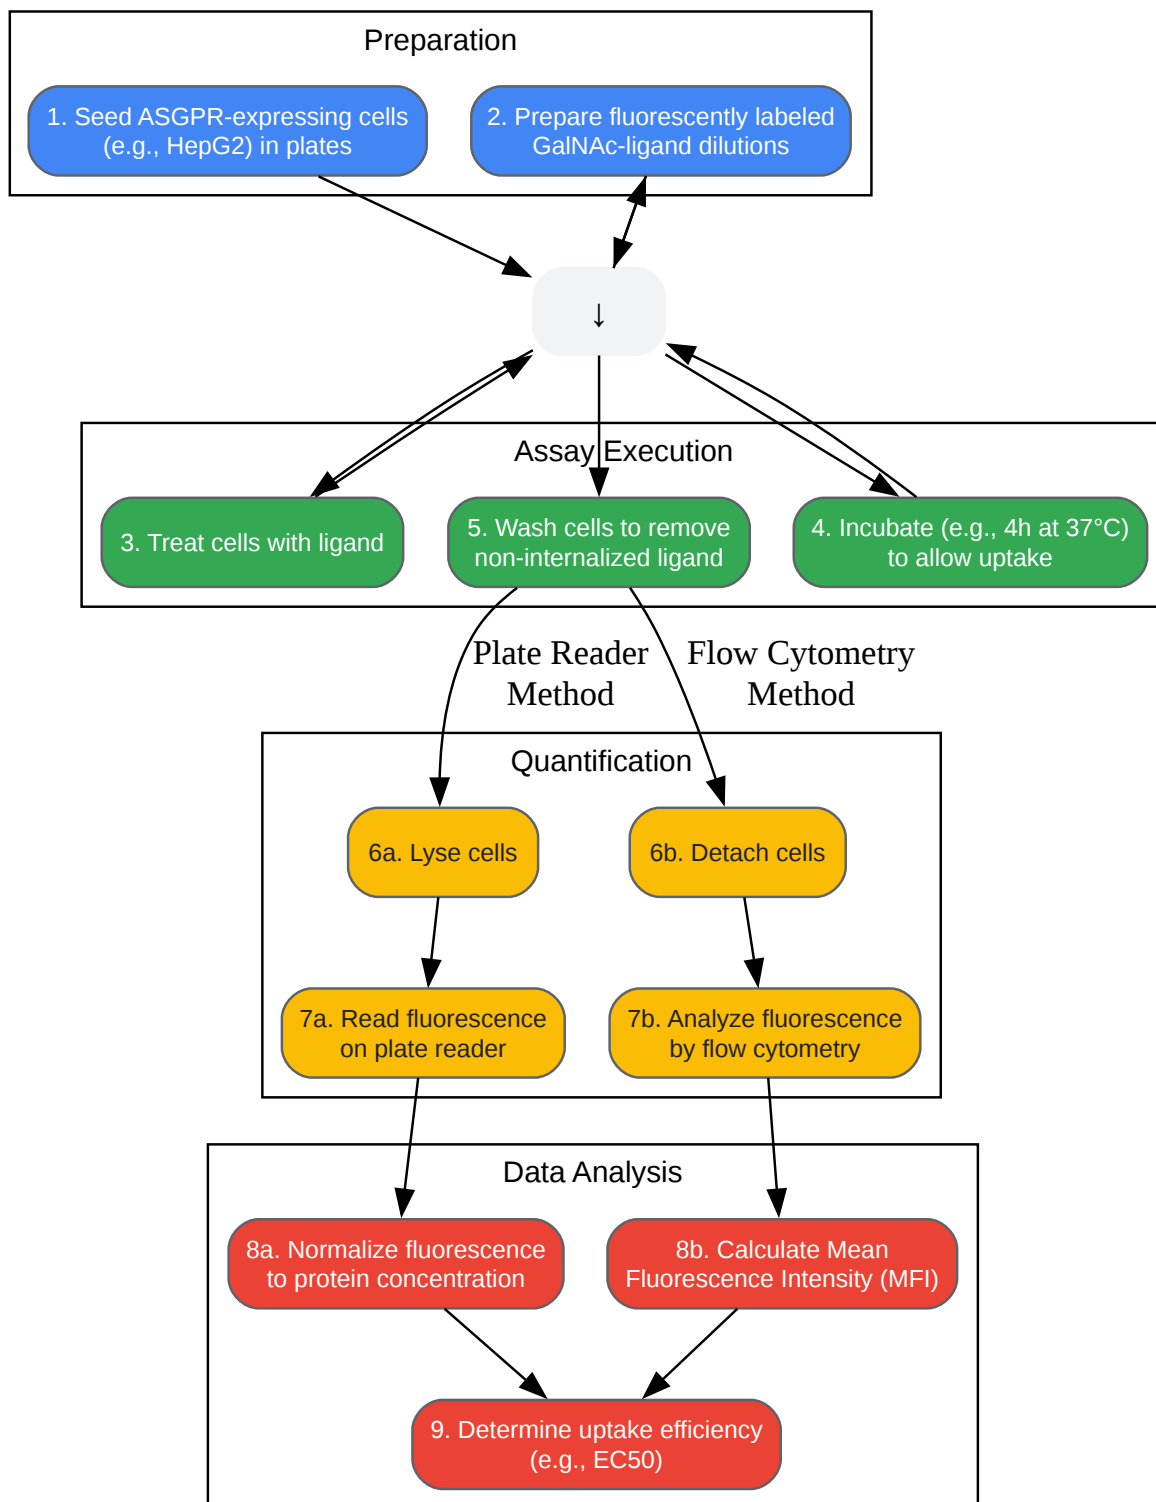 Preparation
1. Seed ASGPR-expressing cells
(e.g., HepG2) in plates
2. Prepare fluorescently labeled
GalNAc-ligand dilutions
↓
Assay Execution
3. Treat cells with ligand
5. Wash cells to remove
non-internalized ligand
4. Incubate (e.g., 4h at 37°C)
to allow uptake
Plate Reader
Method
Flow Cytometry
Method
Quantification
6a. Lyse cells
6b. Detach cells
7a. Read fluorescence
on plate reader
7b. Analyze fluorescence
by flow cytometry
Data Analysis
8a. Normalize fluorescence
to protein concentration
8b. Calculate Mean
Fluorescence Intensity (MFI)
9. Determine uptake efficiency
(e.g., EC50)